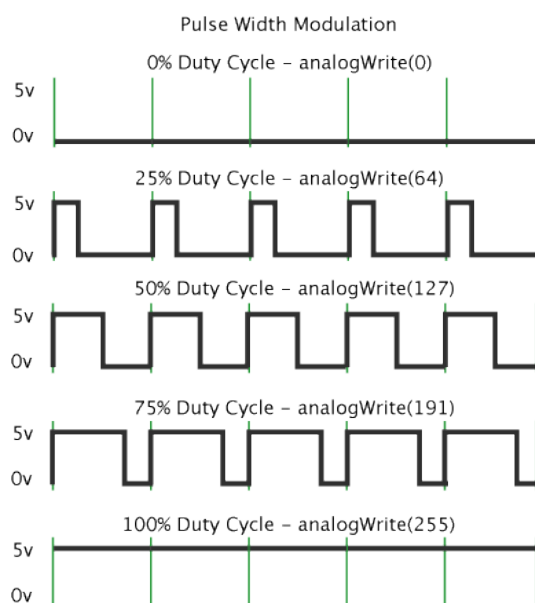 Pulse Width Modulation
0% Duty Cycle – analogWrite(0)
5v
0v
25% Duty Cycle – analogWrite(64)
5v
0v
50% Duty Cycle – analogWrite(127)
5v
0v
75% Duty Cycle – analogWrite(191)
5v
0v
100% Duty Cycle – analogWrite(255)
5v
0v